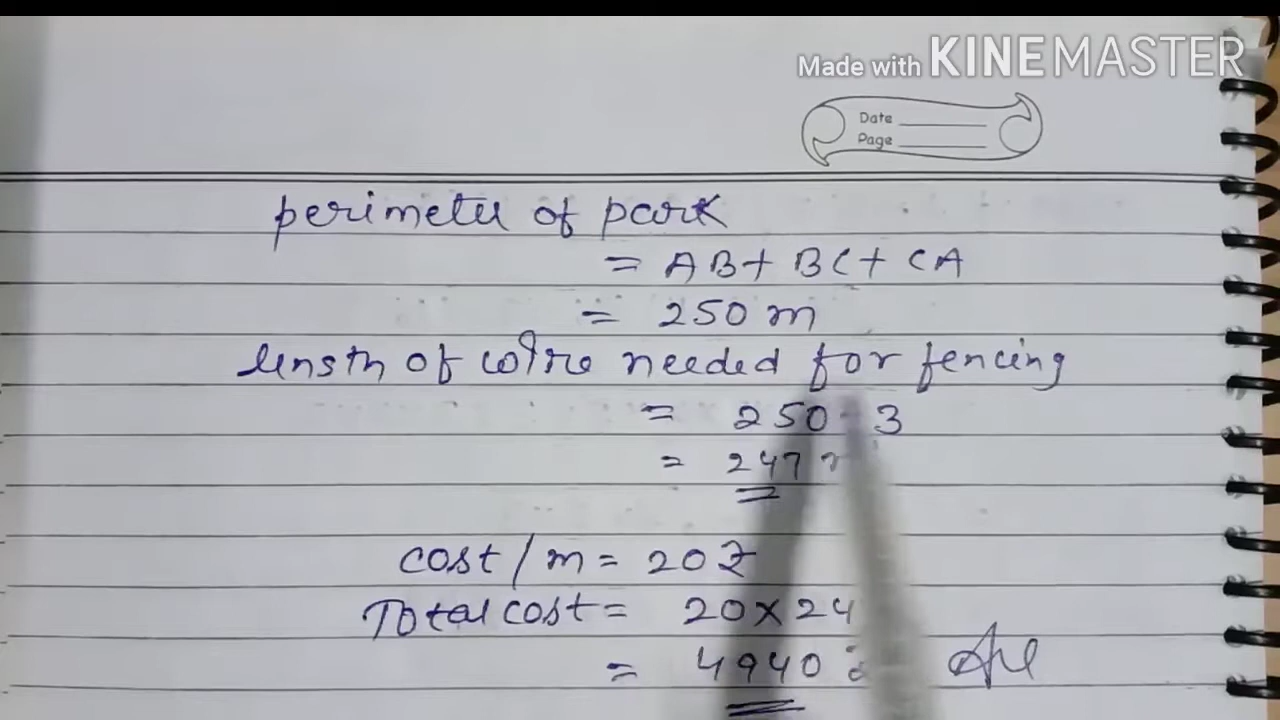 Made with KINEMASTER
Date
Page
perimeter of park
= AB + BC + CA
= 250 m
length of wire needed for fencing
= 250 - 3
= 247
cost / m = 20₹
Total cost = 20 × 24
= 4940